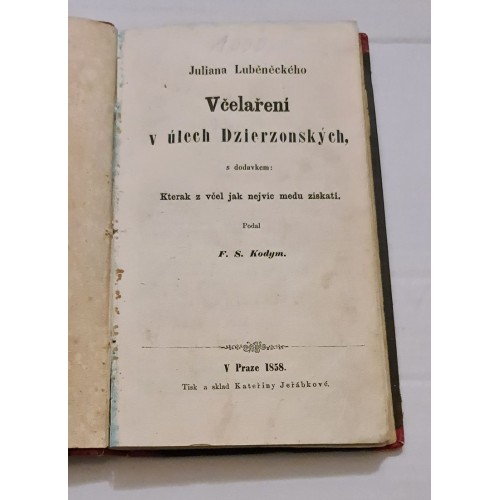 Juliana Luběněckého
Včelaření
v úlech Dzierzonských,
s dodavkem:
Kterak z včel jak nejvíc medu získati.
Podal
F. S. Kodym.
V Praze 1858.
Tisk a sklad Kateřiny Jeřábkové.